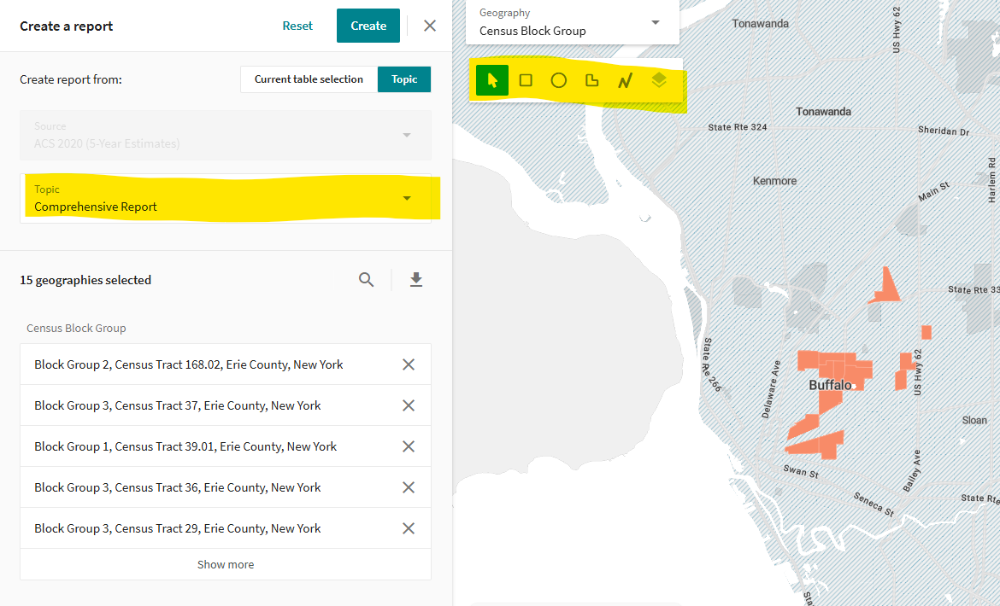 Create a report
Reset
Create
Create report from:
Current table selection
Topic
Source
ACS 2020 (5-Year Estimates)
Topic
Comprehensive Report
15 geographies selected
Census Block Group
Block Group 2, Census Tract 168.02, Erie County, New York
Block Group 3, Census Tract 37, Erie County, New York
Block Group 1, Census Tract 39.01, Erie County, New York
Block Group 3, Census Tract 36, Erie County, New York
Block Group 3, Census Tract 29, Erie County, New York
Show more
Geography
Census Block Group
Tonawanda
US Hwy 62
Tonawanda
State Rte 324
Sheridan Dr
Harlem Rd
Kenmore
Main St
State Rte 33
State Rte 266
Delaware Ave
US Hwy 62
Buffalo
Sloan
Swan St
Bailey Ave
Seneca St
State Rte
Sta